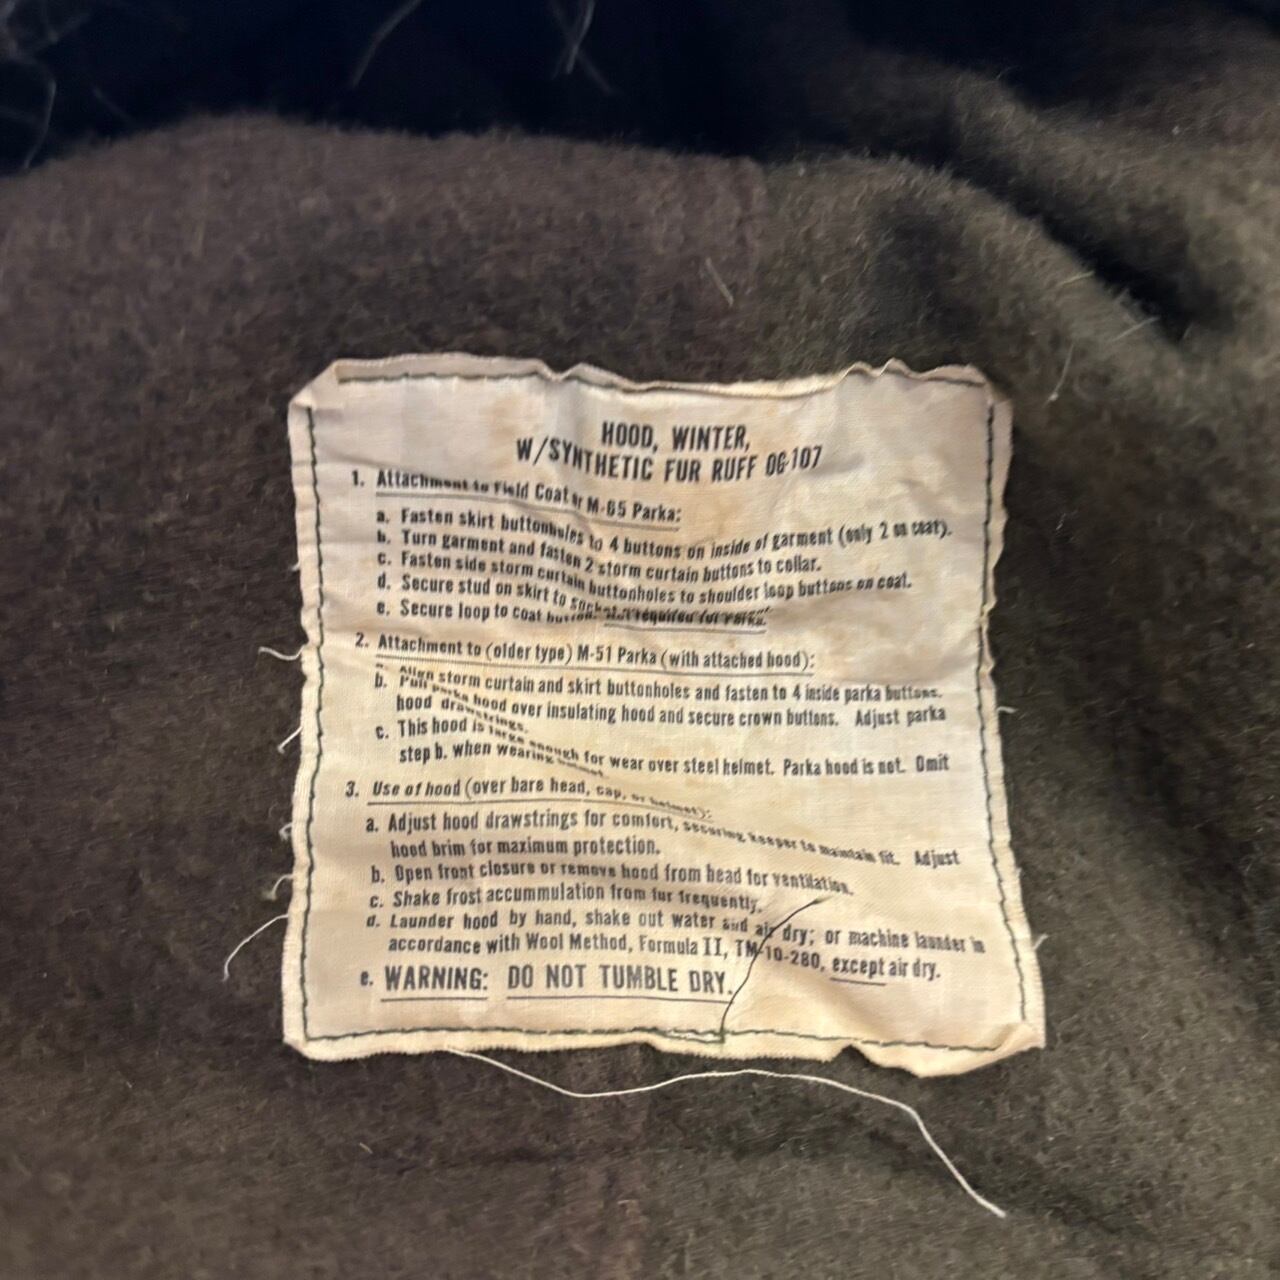 HOOD, WINTER,
W/SYNTHETIC FUR RUFF OG-107
1. Attachment to Field Coat or M-65 Parka:
a. Fasten skirt buttonholes to 4 buttons on inside of garment (only 2 on coat).
b. Turn garment and fasten 2 storm curtain buttons to collar.
c. Fasten side storm curtain buttonholes to shoulder loop buttons on coat.
d. Secure stud on skirt to socket
e. Secure loop to coat button. Not required for Parka.
2. Attachment to (older type) M-51 Parka (with attached hood):
Align storm curtain and skirt buttonholes and fasten to 4 inside parka buttons.
b. Pull parka hood over insulating hood and secure crown buttons. Adjust parka
hood drawstrings.
c. This hood is large enough for wear over steel helmet. Parka hood is not. Omit
step b. when wearing helmet.
3. Use of hood (over bare head, cap, or helmet):
a. Adjust hood drawstrings for comfort, securing keeper to maintain fit. Adjust
hood brim for maximum protection.
b. Open front closure or remove hood from head for ventilation.
c. Shake frost accummulation from fur frequently.
d. Launder hood by hand, shake out water and air dry; or machine launder in
accordance with Wool Method, Formula II, TM-10-280, except air dry.
e. WARNING: DO NOT TUMBLE DRY.